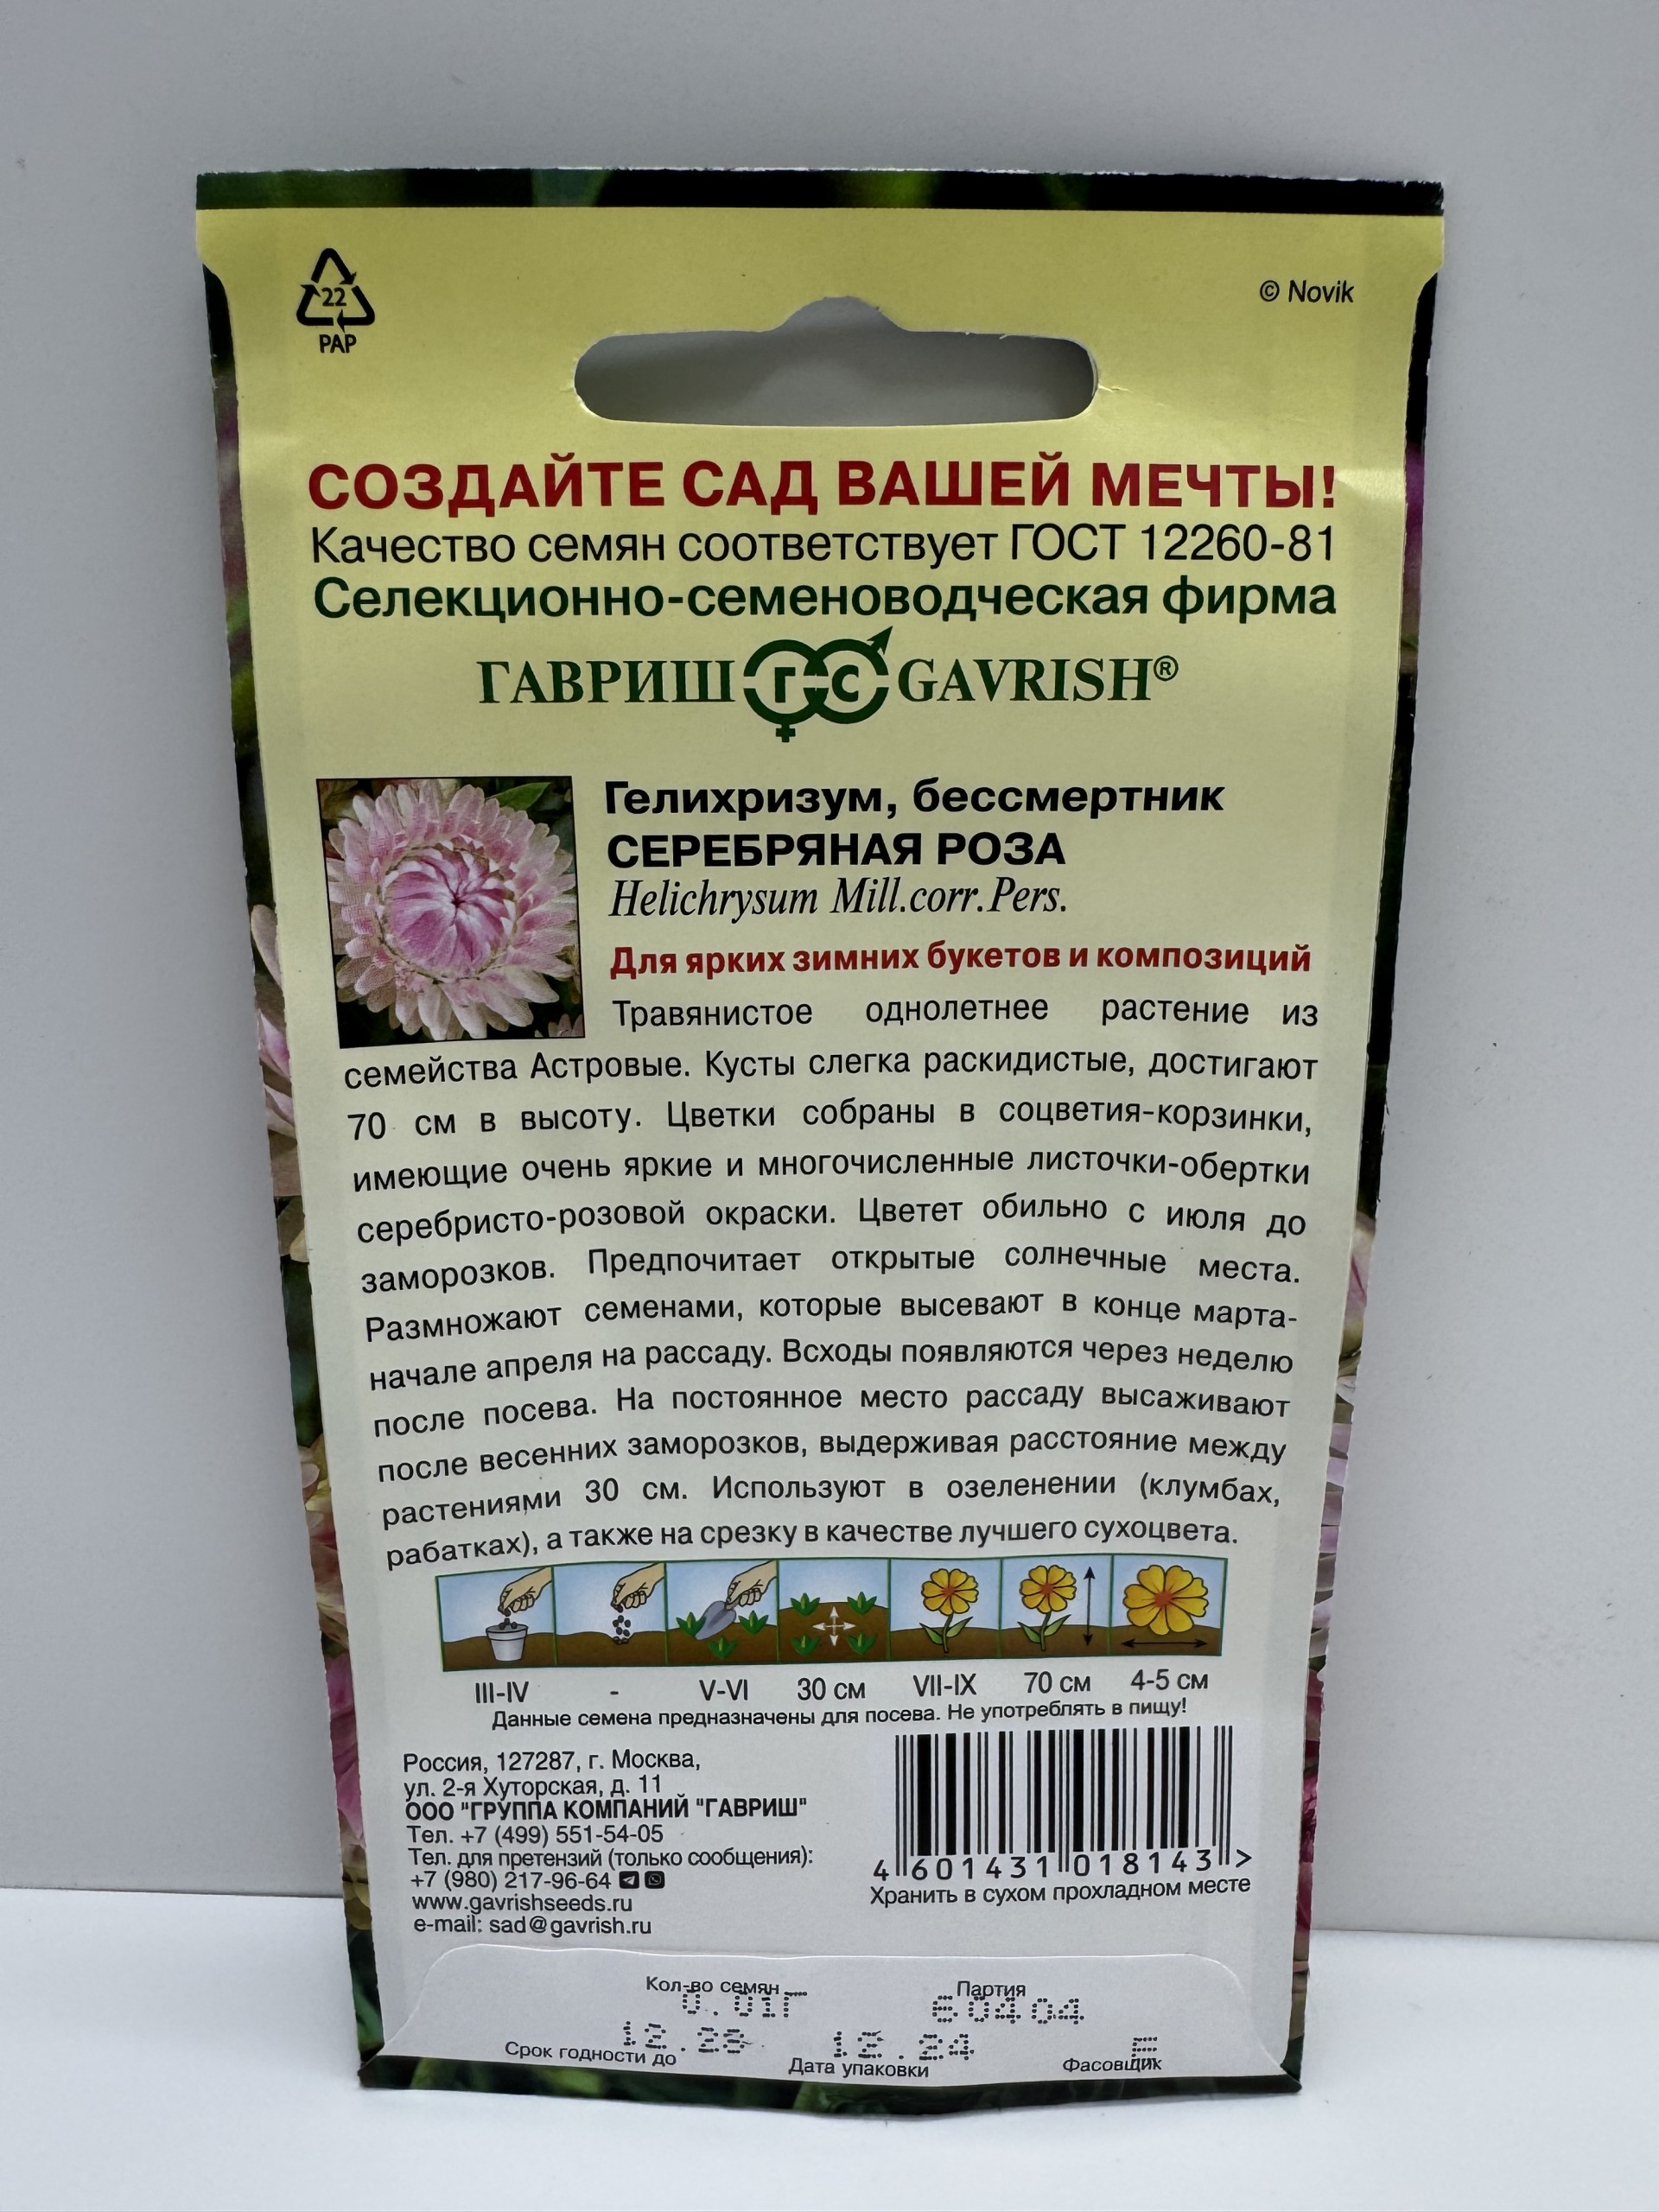 22
PAP
© Novik
СОЗДАЙТЕ САД ВАШЕЙ МЕЧТЫ!
Качество семян соответствует ГОСТ 12260-81
Селекционно-семеноводческая фирма
ГАВРИШ ГС GAVRISH®
Гелихризум, бессмертник
СЕРЕБРЯНАЯ РОЗА
Helichrysum Mill.corr.Pers.
Для ярких зимних букетов и композиций
Травянистое однолетнее растение из
семейства Астровые. Кусты слегка раскидистые, достигают
70 см в высоту. Цветки собраны в соцветия-корзинки,
имеющие очень яркие и многочисленные листочки-обертки
серебристо-розовой окраски. Цветет обильно с июля до
заморозков. Предпочитает открытые солнечные места.
Размножают семенами, которые высевают в конце марта-
начале апреля на рассаду. Всходы появляются через неделю
после посева. На постоянное место рассаду высаживают
после весенних заморозков, выдерживая расстояние между
растениями 30 см. Используют в озеленении (клумбах,
рабатках), а также на срезку в качестве лучшего сухоцвета.
III-IV - V-VI 30 см VII-IX 70 см 4-5 см
Данные семена предназначены для посева. Не употреблять в пищу!
Россия, 127287, г. Москва,
ул. 2-я Хуторская, д. 11
ООО "ГРУППА КОМПАНИЙ "ГАВРИШ"
Тел. +7 (499) 551-54-05
Тел. для претензий (только сообщения):
+7 (980) 217-96-64
www.gavrishseeds.ru
e-mail: sad@gavrish.ru
4 601431 018143 >
Хранить в сухом прохладном месте
Кол-во семян Партия
0.01Г 60404
12.28 12.24 Е
Срок годности до Дата упаковки Фасовщик